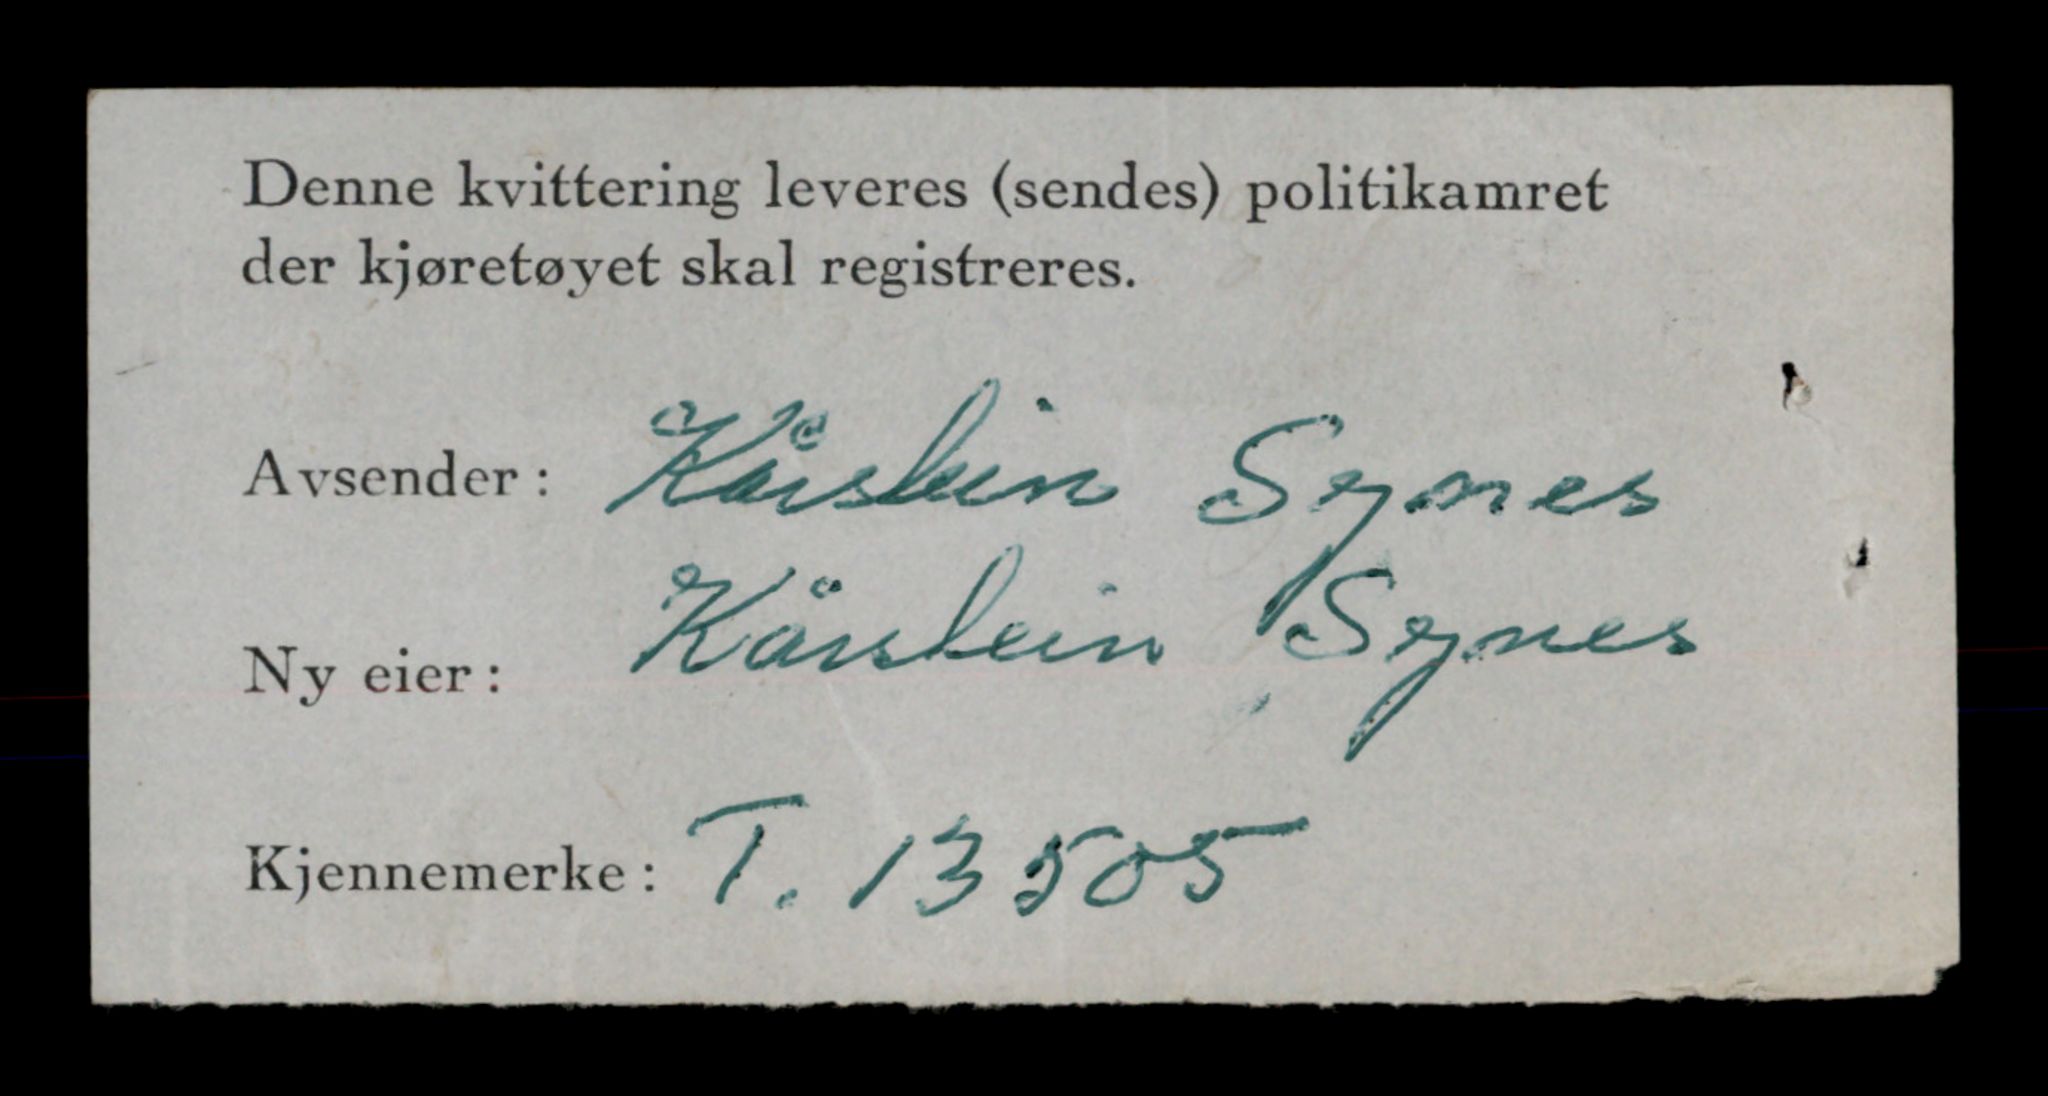 Denne kvittering leveres (sendes) politikamret
der kjøretøyet skal registreres.
Avsender: Kårstein Synes
Ny eier: Kårstein Synes
Kjennemerke: T. 13505